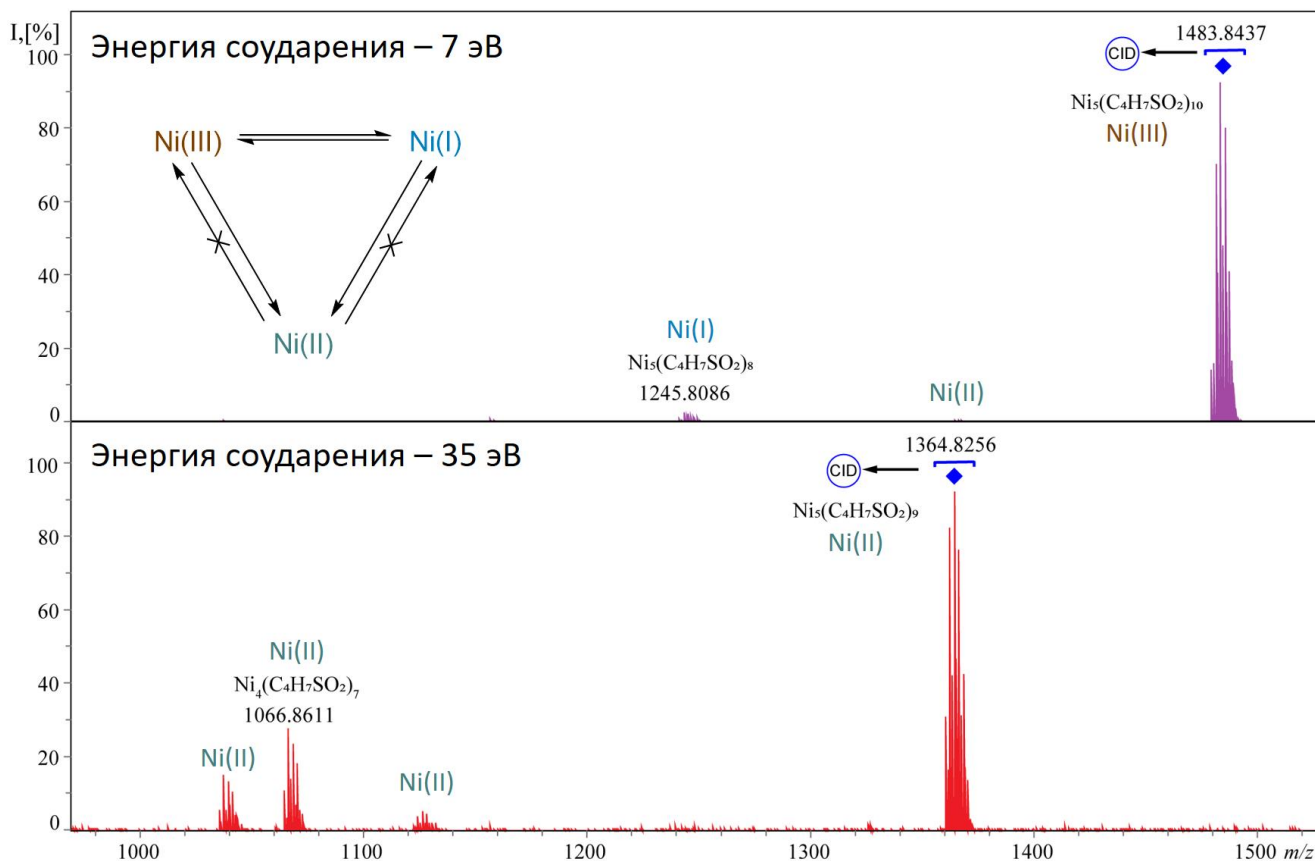 I,[%]
Энергия соударения – 7 эВ
100
80
60
40
20
0
Ni(III)
Ni(I)
Ni(II)
1483.8437
CID
Ni₅(C₄H₇SO₂)₁₀
Ni(III)
Ni(I)
Ni₅(C₄H₇SO₂)₈
1245.8086
Ni(II)
Энергия соударения – 35 эВ
100
80
60
40
20
0
1364.8256
CID
Ni₅(C₄H₇SO₂)₉
Ni(II)
Ni(II)
Ni₄(C₄H₇SO₂)₇
1066.8611
Ni(II)
Ni(II)
1000
1100
1200
1300
1400
1500
m/z